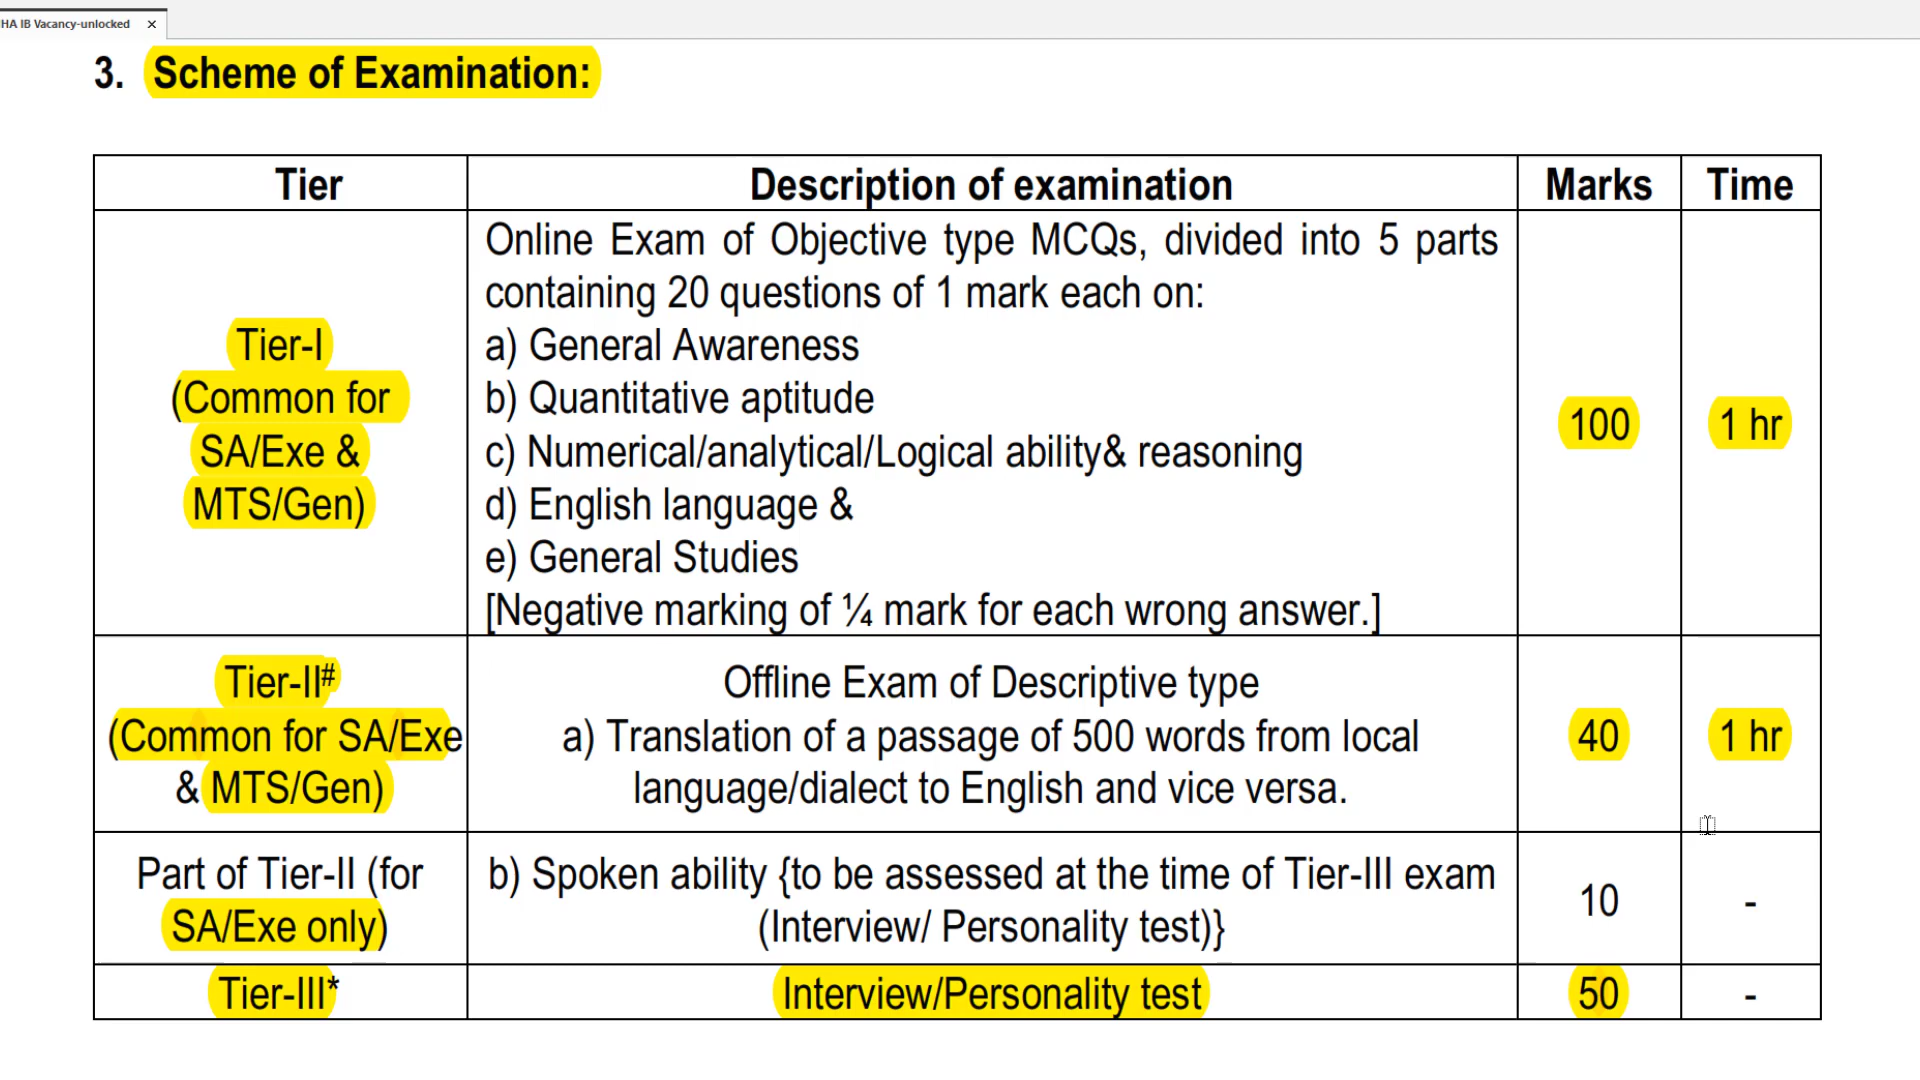 HA IB Vacancy-unlocked ×
3. Scheme of Examination:
Tier Description of examination Marks Time
Tier-I
(Common for
SA/Exe &
MTS/Gen)
Online Exam of Objective type MCQs, divided into 5 parts
containing 20 questions of 1 mark each on:
a) General Awareness
b) Quantitative aptitude
c) Numerical/analytical/Logical ability& reasoning
d) English language &
e) General Studies
[Negative marking of ¼ mark for each wrong answer.]
100
1 hr
Tier-II#
(Common for SA/Exe
& MTS/Gen)
Offline Exam of Descriptive type
a) Translation of a passage of 500 words from local
language/dialect to English and vice versa.
40
1 hr
Part of Tier-II (for
SA/Exe only)
b) Spoken ability {to be assessed at the time of Tier-III exam
(Interview/ Personality test)}
10
-
Tier-III*
Interview/Personality test
50
-